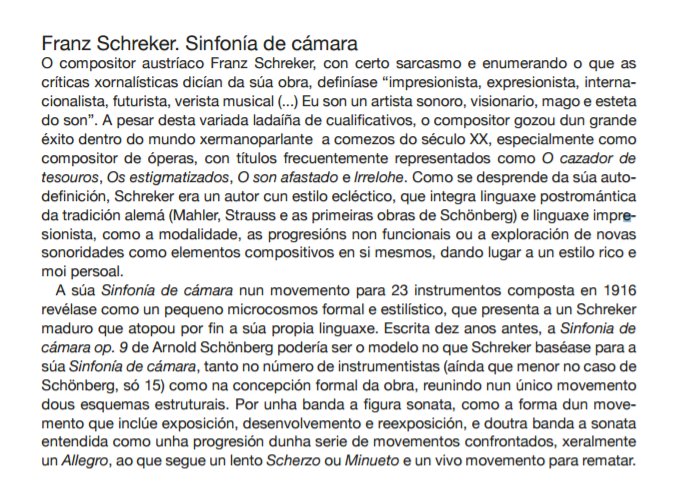 Franz Schreker. Sinfonía de cámara
O compositor austríaco Franz Schreker, con certo sarcasmo e enumerando o que as
críticas xornalísticas dicían da súa obra, definíase “impresionista, expresionista, interna-
cionalista, futurista, verista musical (...) Eu son un artista sonoro, visionario, mago e esteta
do son”. A pesar desta variada ladaíña de cualificativos, o compositor gozou dun grande
éxito dentro do mundo xermanoparlante a comezos do século XX, especialmente como
compositor de óperas, con títulos frecuentemente representados como O cazador de
tesouros, Os estigmatizados, O son afastado e Irrelohe. Como se desprende da súa auto-
definición, Schreker era un autor cun estilo ecléctico, que integra linguaxe postromántica
da tradición alemá (Mahler, Strauss e as primeiras obras de Schönberg) e linguaxe impre-
sionista, como a modalidade, as progresións non funcionais ou a exploración de novas
sonoridades como elementos compositivos en si mesmos, dando lugar a un estilo rico e
moi persoal.
A súa Sinfonía de cámara nun movemento para 23 instrumentos composta en 1916
revélase como un pequeno microcosmos formal e estilístico, que presenta a un Schreker
maduro que atopou por fin a súa propia linguaxe. Escrita dez anos antes, a Sinfonia de
cámara op. 9 de Arnold Schönberg podería ser o modelo no que Schreker baséase para a
súa Sinfonía de cámara, tanto no número de instrumentistas (aínda que menor no caso de
Schönberg, só 15) como na concepción formal da obra, reunindo nun único movemento
dous esquemas estruturais. Por unha banda a figura sonata, como a forma dun move-
mento que inclúe exposición, desenvolvemento e reexposición, e doutra banda a sonata
entendida como unha progresión dunha serie de movementos confrontados, xeralmente
un Allegro, ao que segue un lento Scherzo ou Minueto e un vivo movemento para rematar.